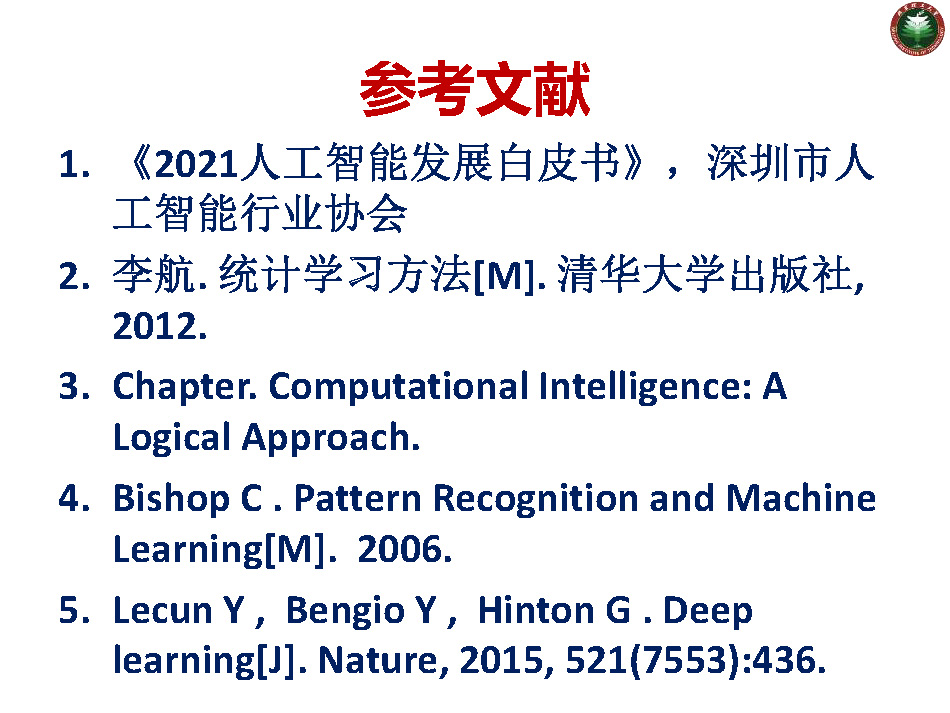 参考文献
1. 《2021人工智能发展白皮书》，深圳市人
工智能行业协会
2. 李航. 统计学习方法[M]. 清华大学出版社,
2012.
3. Chapter. Computational Intelligence: A
Logical Approach.
4. Bishop C . Pattern Recognition and Machine
Learning[M].  2006.
5. Lecun Y ,  Bengio Y ,  Hinton G . Deep
learning[J]. Nature, 2015, 521(7553):436.